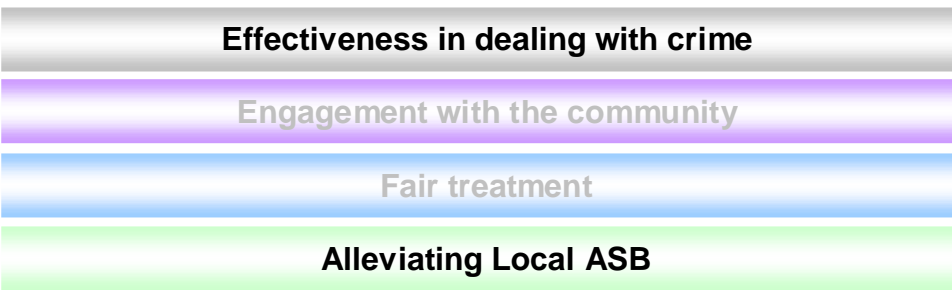 Effectiveness in dealing with crime
Engagement with the community
Fair treatment
Alleviating Local ASB